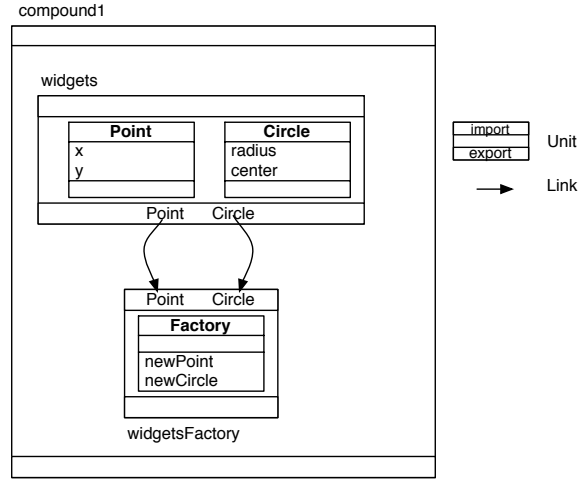 compound1
widgets
Point Circle
x radius
y center
Point Circle
Point Circle
Factory
newPoint
newCircle
widgetsFactory
import
export
Unit
Link